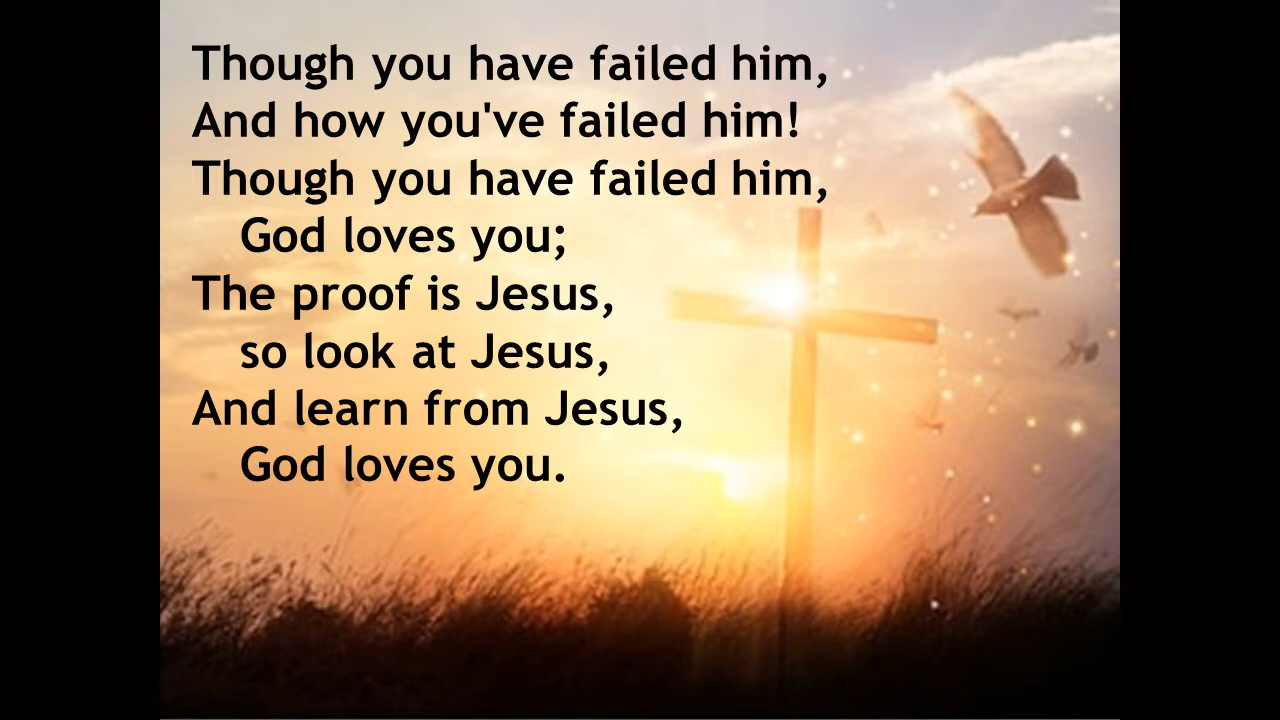 Though you have failed him,
And how you've failed him!
Though you have failed him,
God loves you;
The proof is Jesus,
so look at Jesus,
And learn from Jesus,
God loves you.